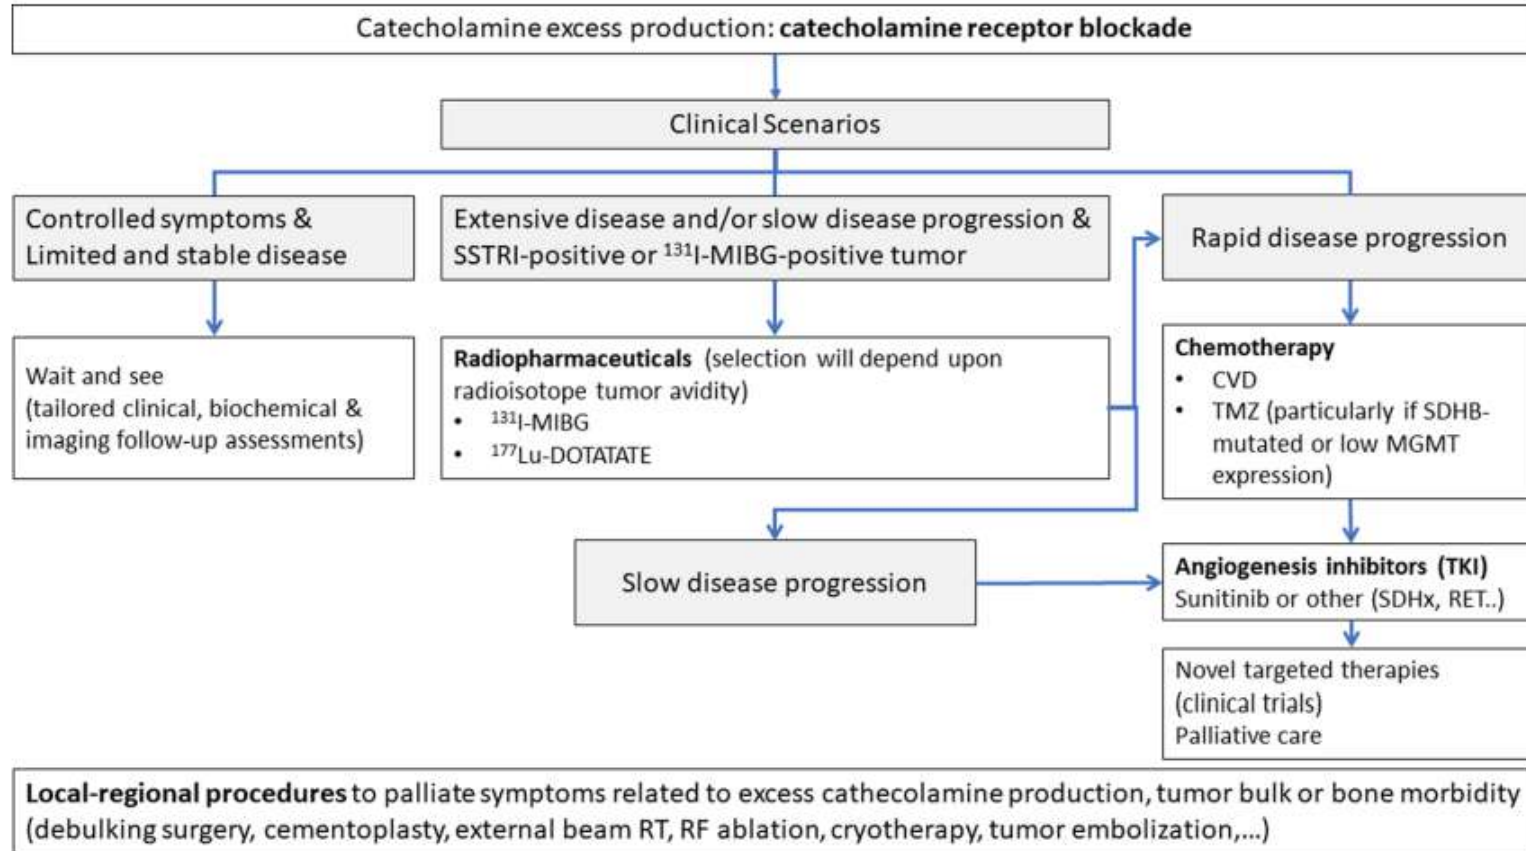 Catecholamine excess production: catecholamine receptor blockade
Clinical Scenarios
Controlled symptoms &
Limited and stable disease
Extensive disease and/or slow disease progression &
SSTRI-positive or ¹³¹I-MIBG-positive tumor
Rapid disease progression
Wait and see
(tailored clinical, biochemical &
imaging follow-up assessments)
Radiopharmaceuticals (selection will depend upon
radioisotope tumor avidity)
• ¹³¹I-MIBG
• ¹⁷⁷Lu-DOTATATE
Chemotherapy
• CVD
• TMZ (particularly if SDHB-
mutated or low MGMT
expression)
Slow disease progression
Angiogenesis inhibitors (TKI)
Sunitinib or other (SDHx, RET..)
Novel targeted therapies
(clinical trials)
Palliative care
Local-regional procedures to palliate symptoms related to excess cathecolamine production, tumor bulk or bone morbidity
(debulking surgery, cementoplasty, external beam RT, RF ablation, cryotherapy, tumor embolization,...)